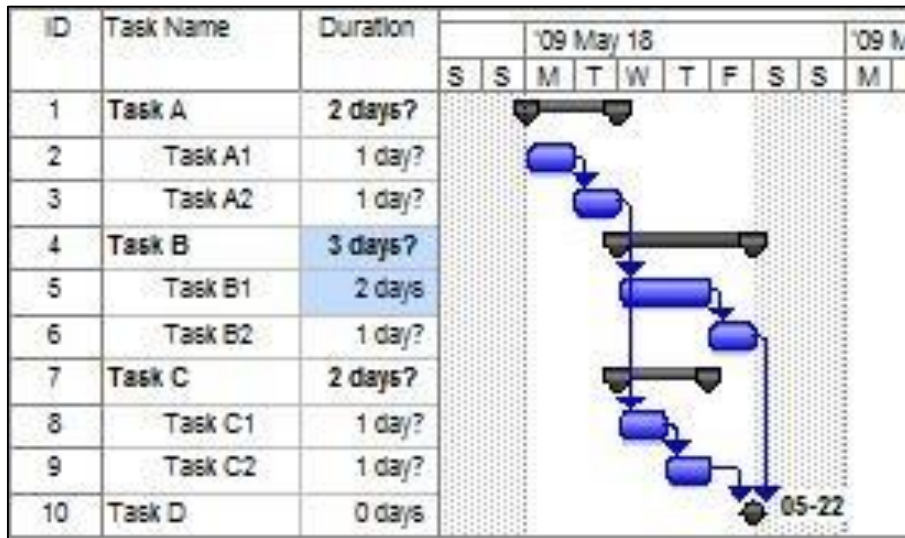 ID Task Name Duration '09 May 18 '09 M
S S M T W T F S S M
1 Task A 2 days?
2 Task A1 1 day?
3 Task A2 1 day?
4 Task B 3 days?
5 Task B1 2 days
6 Task B2 1 day?
7 Task C 2 days?
8 Task C1 1 day?
9 Task C2 1 day?
10 Task D 0 days 05-22